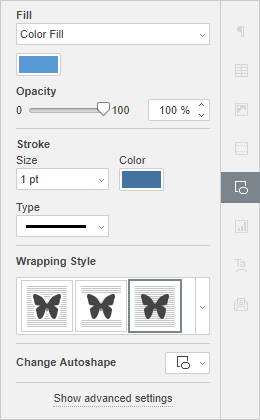 Fill
Color Fill
Opacity
0 100 100 %
Stroke
Size Color
1 pt
Type
Wrapping Style
Change Autoshape
Show advanced settings